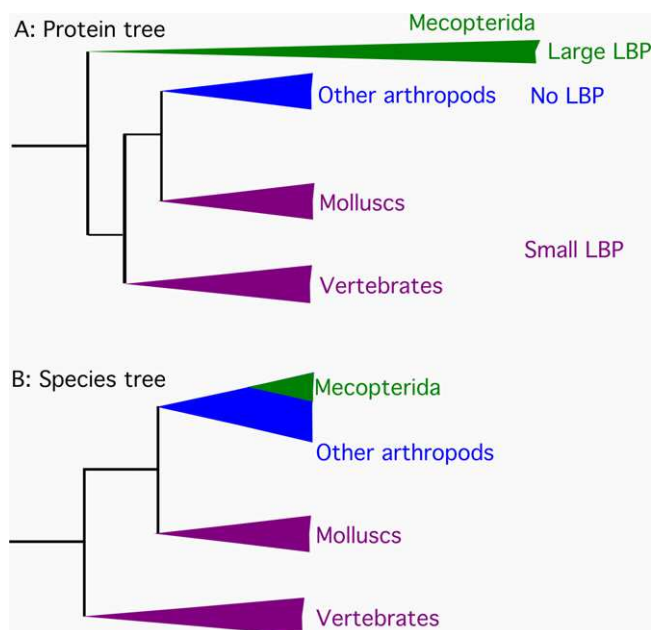 A: Protein tree
Mecopterida
Large LBP
Other arthropods No LBP
Molluscs
Small LBP
Vertebrates
B: Species tree
Mecopterida
Other arthropods
Molluscs
Vertebrates